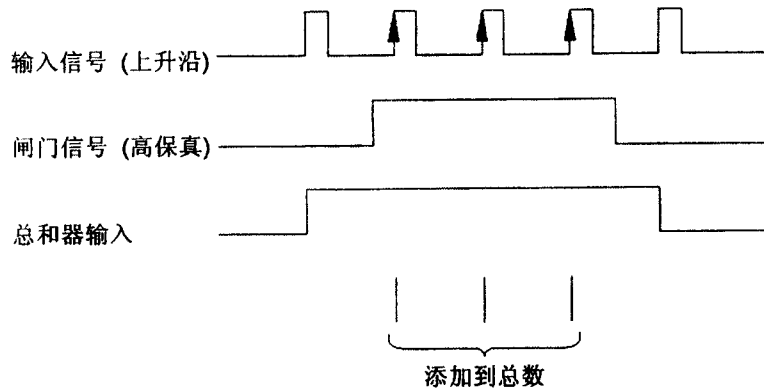 输入信号 (上升沿)
闸门信号 (高保真)
总和器输入
添加到总数